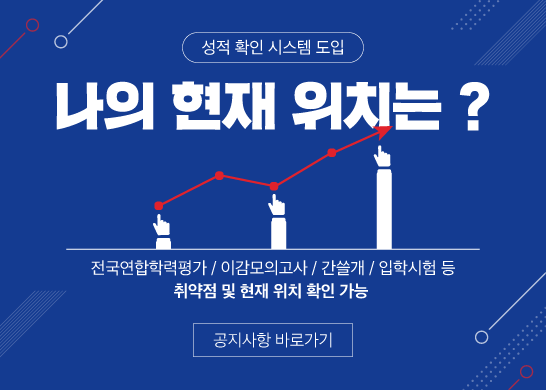 성적 확인 시스템 도입
나의 현재 위치는 ?
전국연합학력평가 / 이감모의고사 / 간쓸개 / 입학시험 등
취약점 및 현재 위치 확인 가능
공지사항 바로가기